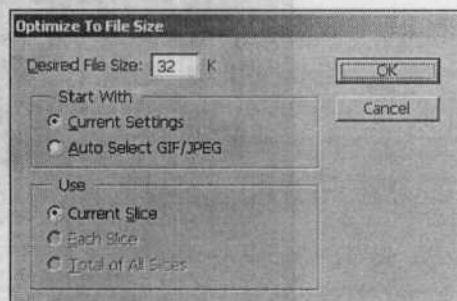 Optimize To File Size
Desired File Size: 32 K
OK
Cancel
Start With
Current Settings
Auto Select GIF/JPEG
Use
Current Slice
Each Slice
Total of All Slices